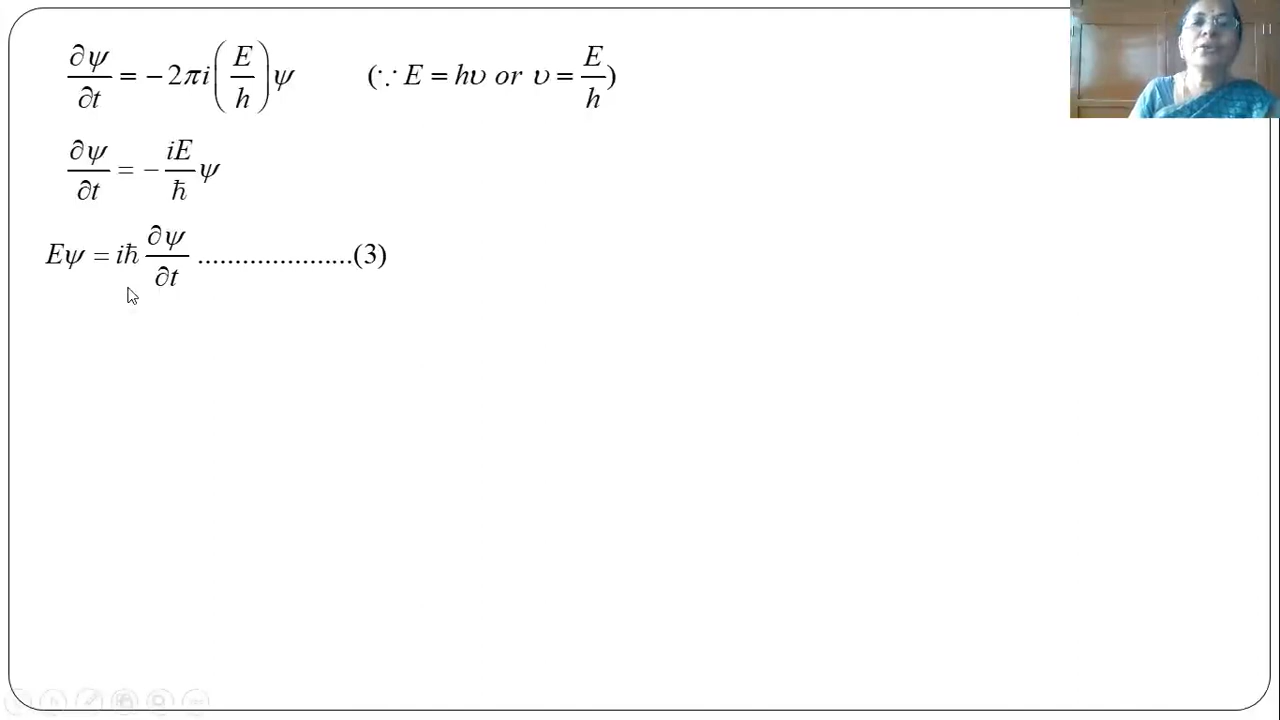 ∂ψ/∂t = −2πi(E/h)ψ (∵ E = hυ or υ = E/h)
∂ψ/∂t = −iE/ħ ψ
Eψ = iħ ∂ψ/∂t .....................(3)